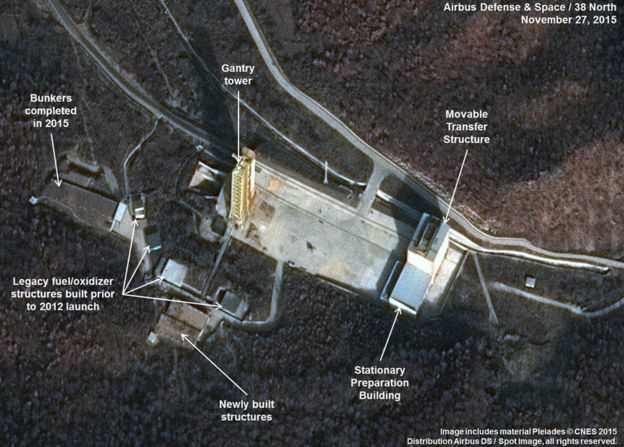 Airbus Defense & Space / 38 North
November 27, 2015
Gantry
tower
Bunkers
completed
in 2015
Movable
Transfer
Structure
Legacy fuel/oxidizer
structures built prior
to 2012 launch
Stationary
Preparation
Building
Newly built
structures
Image includes material Pleiades © CNES 2015
Distribution Airbus DS / Spot Image, all rights reserved.